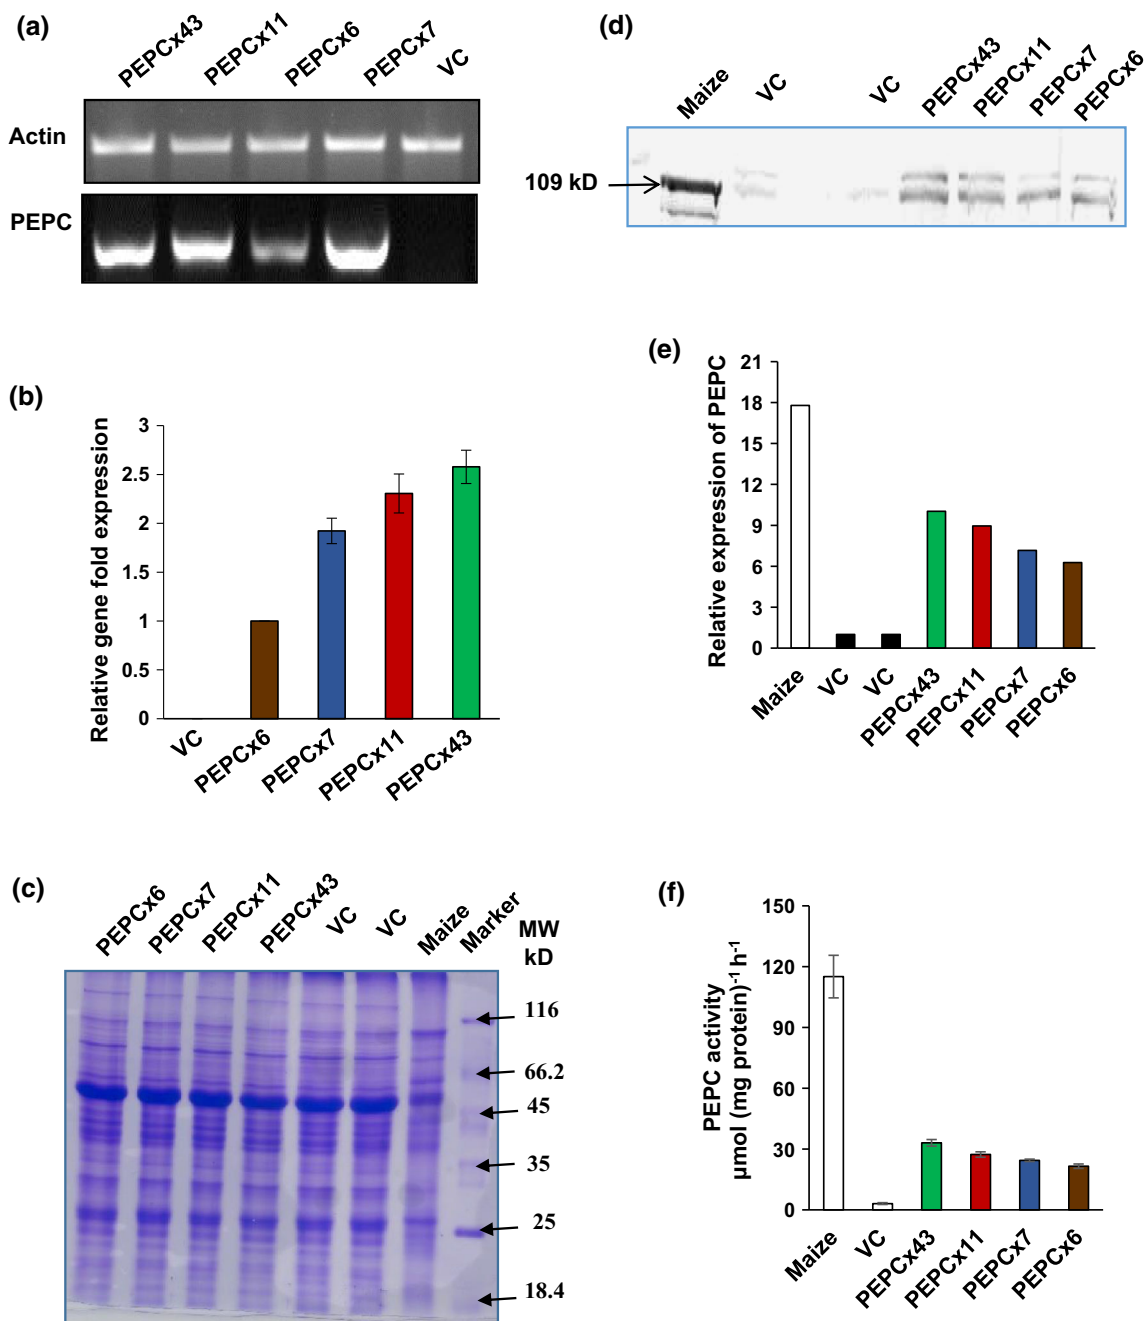 (a)
PEPCx43 PEPCx11 PEPCx6 PEPCx7 VC
Actin
PEPC
(b)
Relative gene fold expression
3
2.5
2
1.5
1
0.5
0
VC PEPCx6 PEPCx7 PEPCx11 PEPCx43
(c)
PEPCx6 PEPCx7 PEPCx11 PEPCx43 VC VC Maize Marker MW
kD
116
66.2
45
35
25
18.4
(d)
Maize VC VC PEPCx43 PEPCx11 PEPCx7 PEPCx6
109 kD
(e)
Relative expression of PEPC
21
18
15
12
9
6
3
0
Maize VC VC PEPCx43 PEPCx11 PEPCx7 PEPCx6
(f)
PEPC activity
µmol (mg protein)⁻¹ h⁻¹
150
120
90
60
30
0
Maize VC PEPCx43 PEPCx11 PEPCx7 PEPCx6